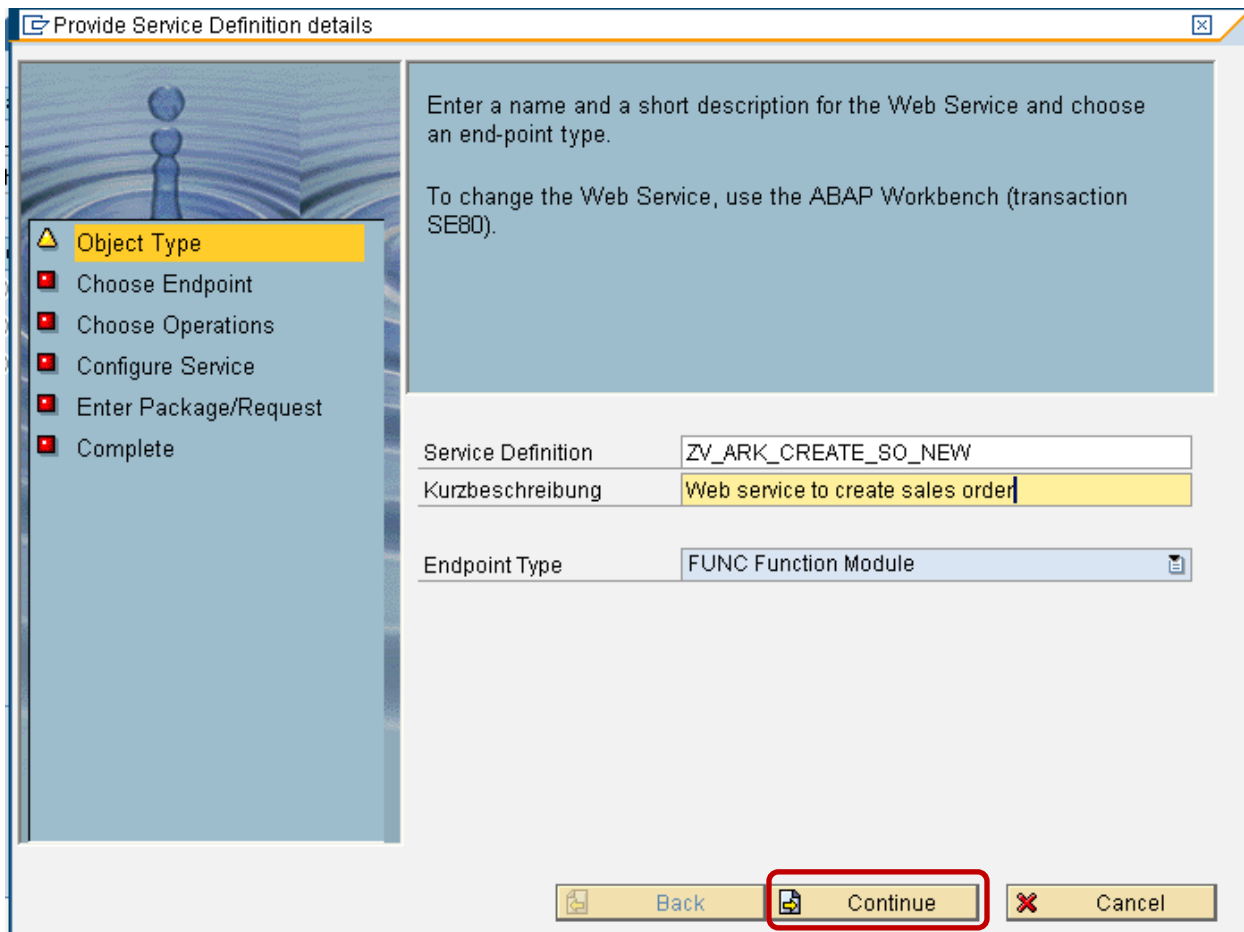 Provide Service Definition details
Enter a name and a short description for the Web Service and choose
an end-point type.
To change the Web Service, use the ABAP Workbench (transaction
SE80).
Object Type
Choose Endpoint
Choose Operations
Configure Service
Enter Package/Request
Complete
Service Definition ZV_ARK_CREATE_SO_NEW
Kurzbeschreibung Web service to create sales order
Endpoint Type FUNC Function Module
Back Continue Cancel